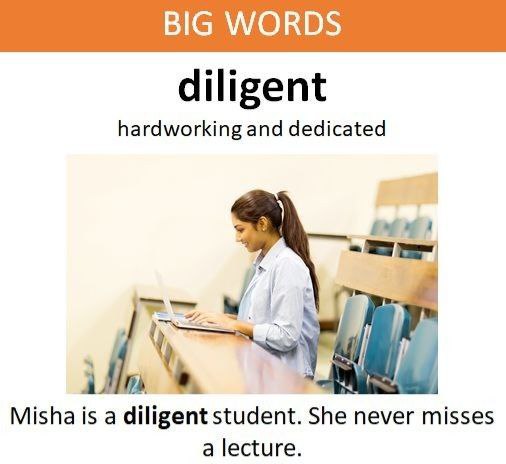 BIG WORDS
diligent
hardworking and dedicated
Misha is a diligent student. She never misses
a lecture.